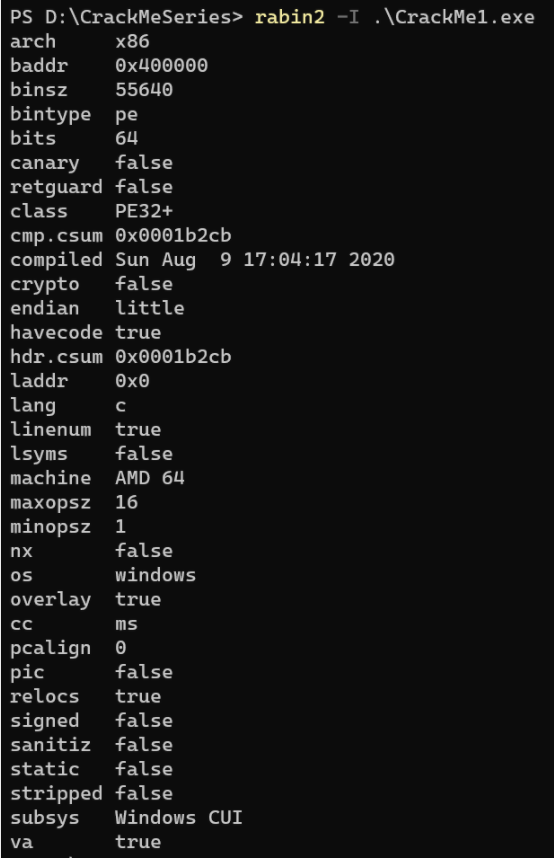 PS D:\CrackMeSeries> rabin2 -I .\CrackMe1.exe
arch     x86
baddr    0x400000
binsz    55640
bintype  pe
bits     64
canary   false
retguard false
class    PE32+
cmp.csum 0x0001b2cb
compiled Sun Aug  9 17:04:17 2020
crypto   false
endian   little
havecode true
hdr.csum 0x0001b2cb
laddr    0x0
lang     c
linenum  true
lsyms    false
machine  AMD 64
maxopsz  16
minopsz  1
nx       false
os       windows
overlay  true
cc       ms
pcalign  0
pic      false
relocs   true
signed   false
sanitiz  false
static   false
stripped false
subsys   Windows CUI
va       true